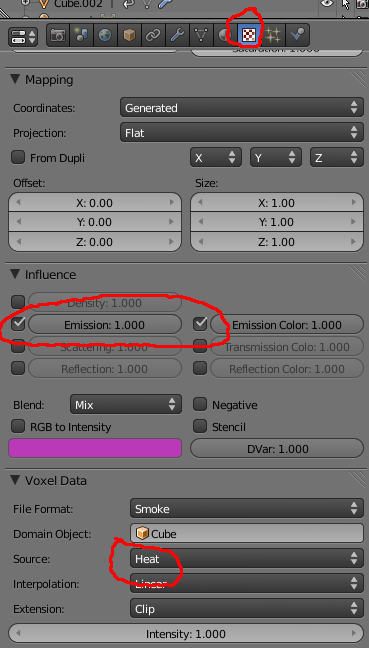 Cube.002
Saturation: 1.000
Mapping
Coordinates: Generated
Projection: Flat
From Dupli X Y Z
Offset: Size:
X: 0.00 X: 1.00
Y: 0.00 Y: 1.00
Z: 0.00 Z: 1.00
Influence
Density: 1.000
Emission: 1.000 Emission Color: 1.000
Scattering: 1.000 Transmission Colo: 1.000
Reflection: 1.000 Reflection Color: 1.000
Blend: Mix Negative
RGB to Intensity Stencil
DVar: 1.000
Voxel Data
File Format: Smoke
Domain Object: Cube
Source: Heat
Interpolation: Linear
Extension: Clip
Intensity: 1.000